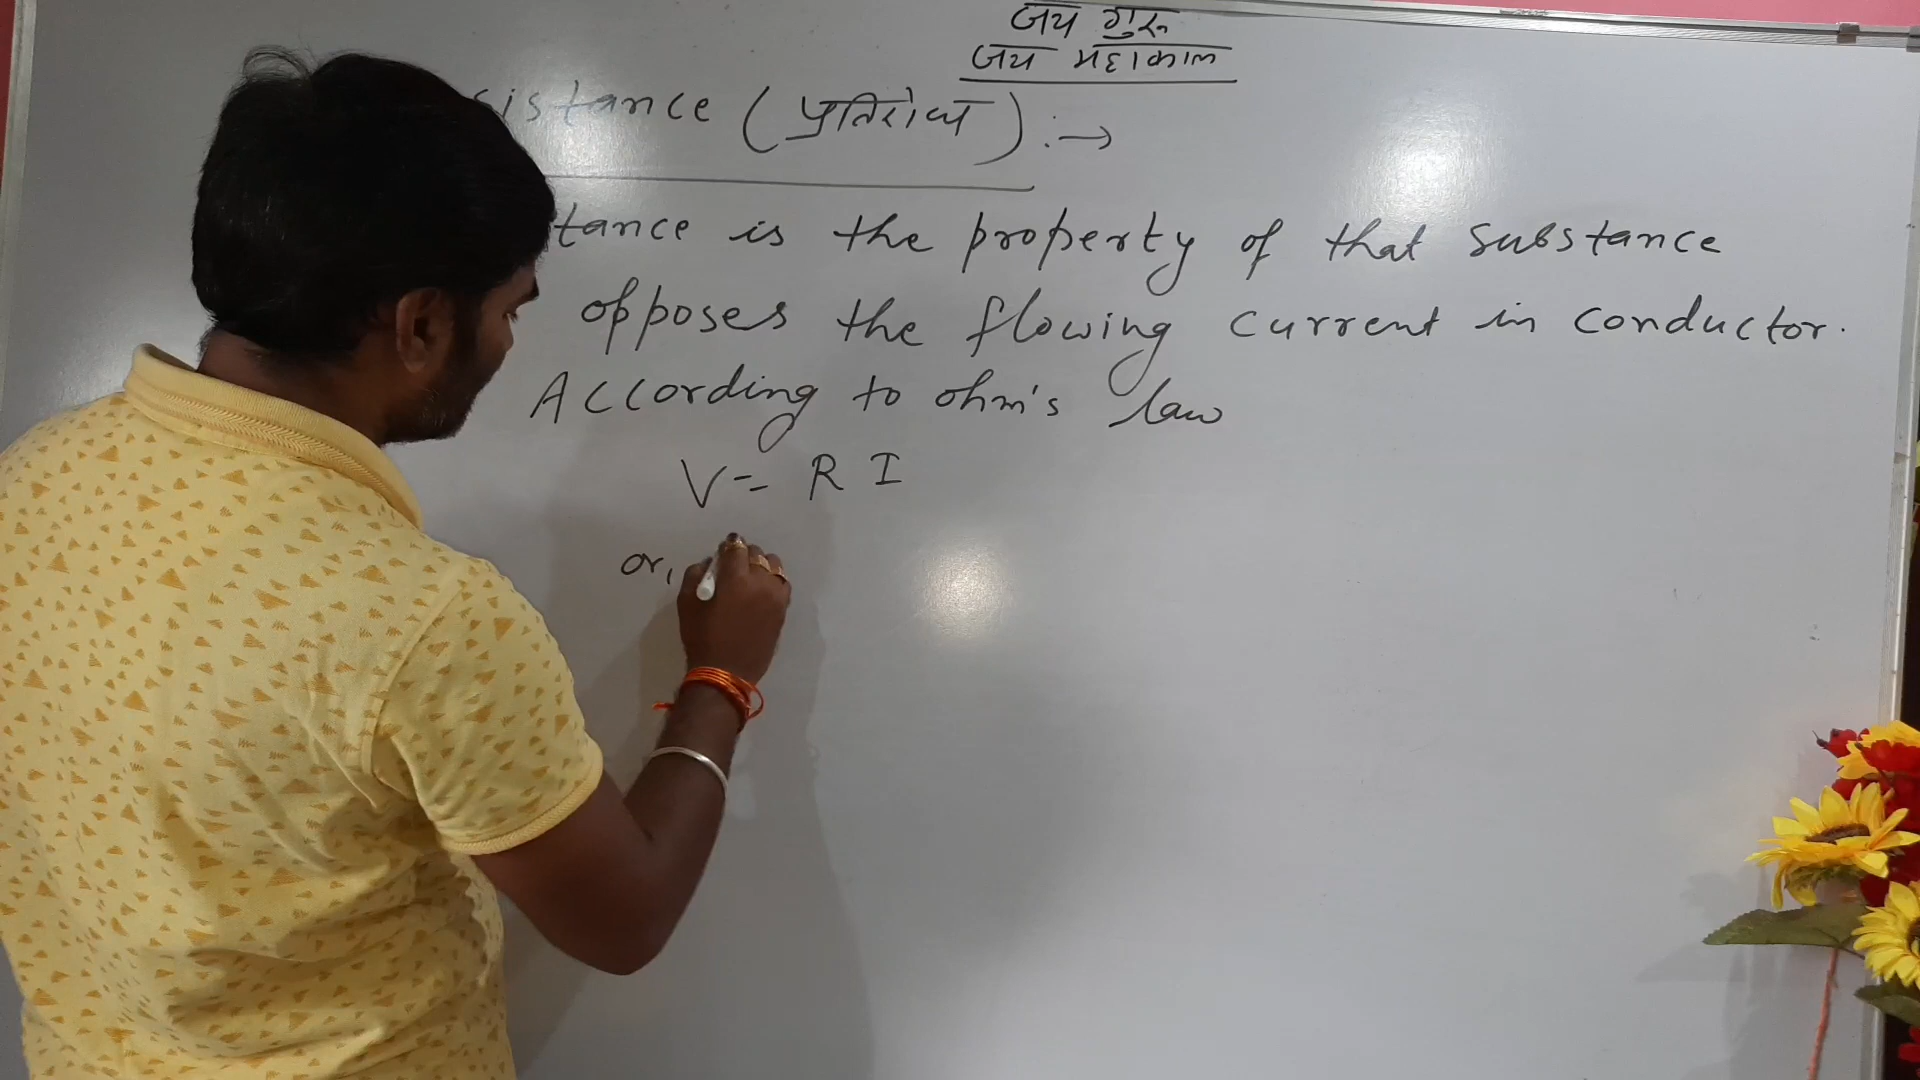 जय गुरु
जय महाकाल
sistance (प्रतिरोध) :→
tance is the property of that substance
opposes the flowing current in conductor.
According to ohm's law
V = R I
or,